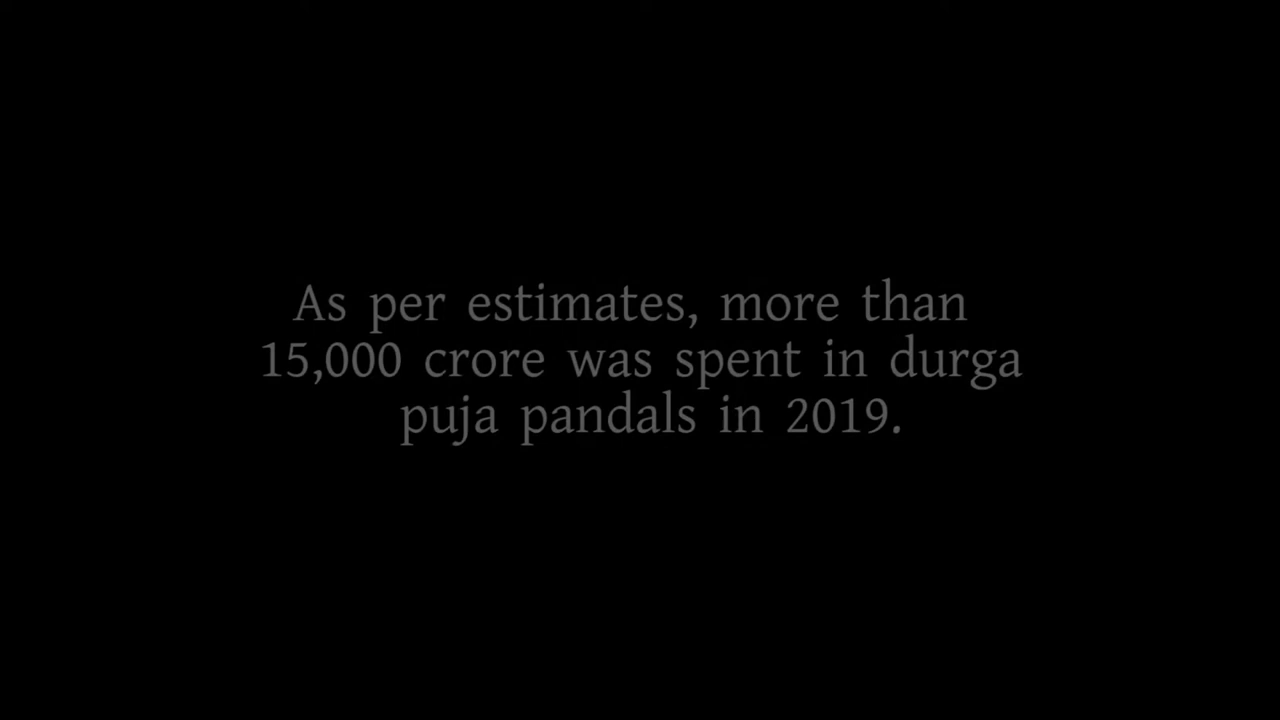 As per estimates, more than
15,000 crore was spent in durga
puja pandals in 2019.